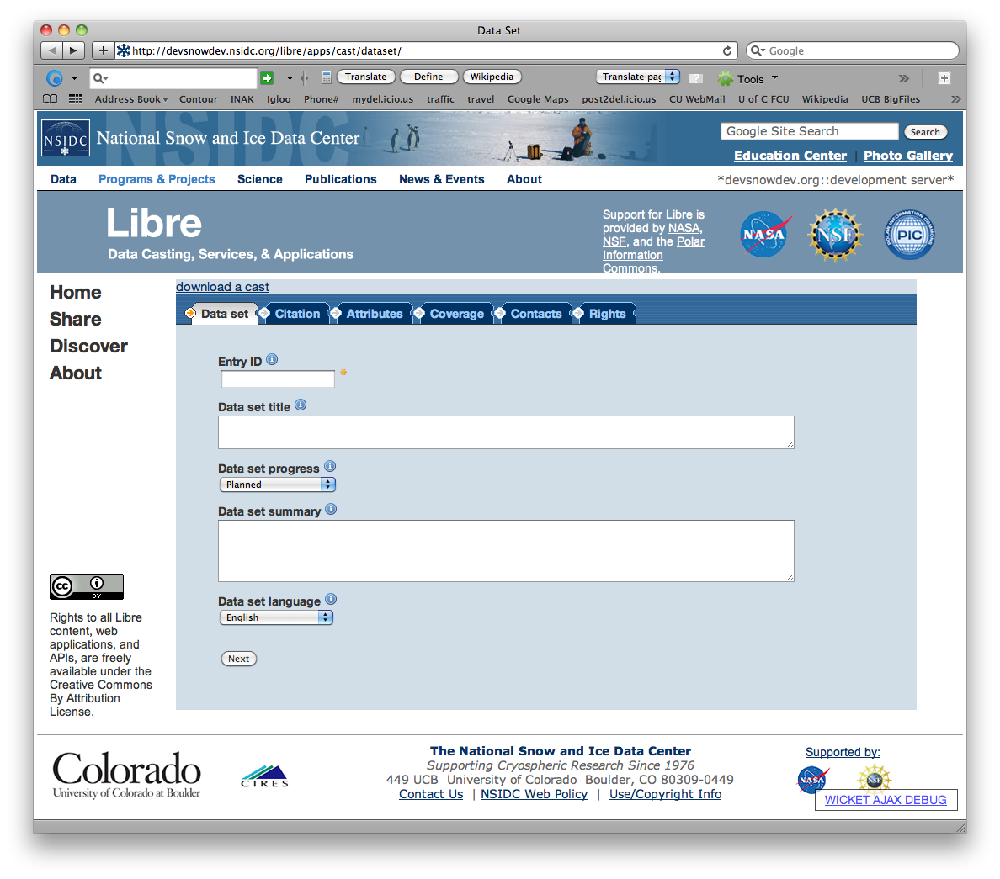 Data Set
http://devsnowdev.nsidc.org/libre/apps/cast/dataset/
Google
Translate
Define
Wikipedia
Translate pag
Tools
Address Book
Contour
INAK
Igloo
Phone#
mydel.icio.us
traffic
travel
Google Maps
post2del.icio.us
CU WebMail
U of C FCU
Wikipedia
UCB BigFiles
NSIDC
NSIDC
National Snow and Ice Data Center
Google Site Search
Search
Education Center | Photo Gallery
Data
Programs & Projects
Science
Publications
News & Events
About
*devsnowdev.org::development server*
Libre
Data Casting, Services, & Applications
Support for Libre is
provided by NASA,
NSF, and the Polar
Information
Commons.
NASA
NSF
POLAR INFORMATION COMMONS
PIC
Home
Share
Discover
About
download a cast
Data set
Citation
Attributes
Coverage
Contacts
Rights
Entry ID
Data set title
Data set progress
Planned
Data set summary
Data set language
English
Next
cc
BY
Rights to all Libre
content, web
applications, and
APIs, are freely
available under the
Creative Commons
By Attribution
License.
Colorado
University of Colorado at Boulder
CIRES
The National Snow and Ice Data Center
Supporting Cryospheric Research Since 1976
449 UCB University of Colorado Boulder, CO 80309-0449
Contact Us | NSIDC Web Policy | Use/Copyright Info
Supported by:
NASA
NSF
WICKET AJAX DEBUG